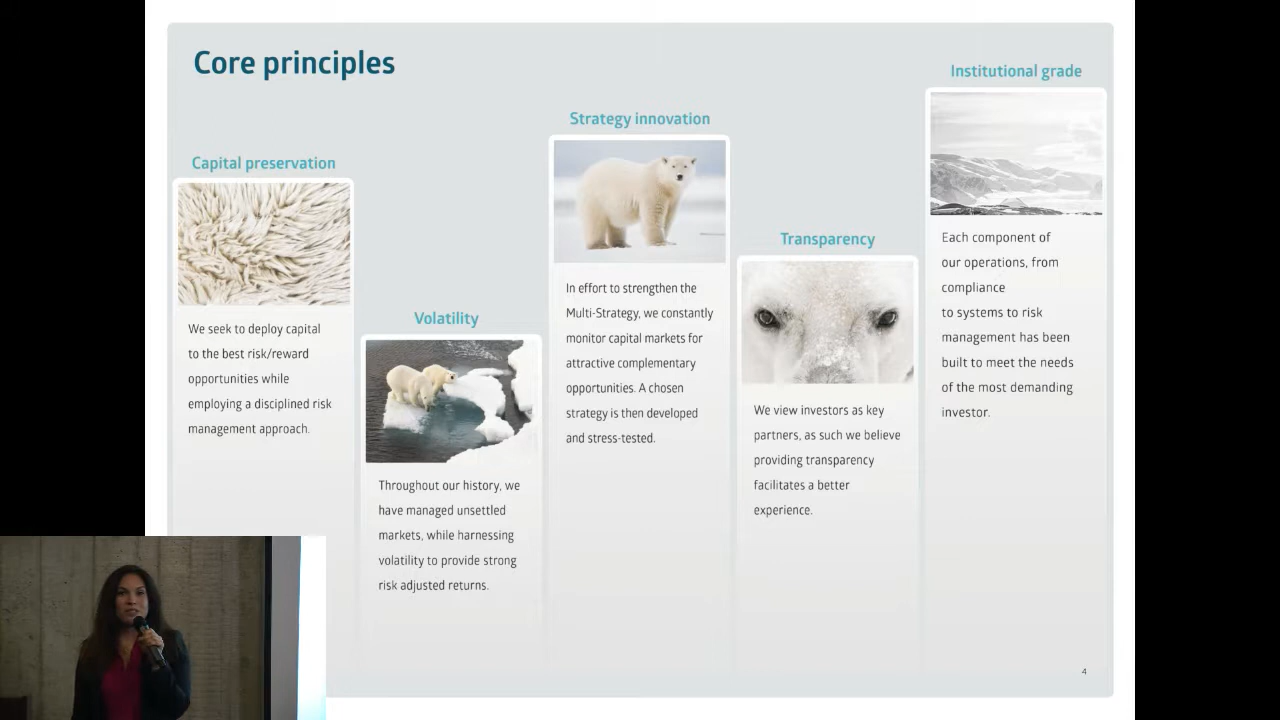 Core principles
Capital preservation
We seek to deploy capital
to the best risk/reward
opportunities while
employing a disciplined risk
management approach.
Volatility
Throughout our history, we
have managed unsettled
markets, while harnessing
volatility to provide strong
risk adjusted returns.
Strategy innovation
In effort to strengthen the
Multi-Strategy, we constantly
monitor capital markets for
attractive complementary
opportunities. A chosen
strategy is then developed
and stress-tested.
Transparency
We view investors as key
partners, as such we believe
providing transparency
facilitates a better
experience.
Institutional grade
Each component of
our operations, from
compliance
to systems to risk
management has been
built to meet the needs
of the most demanding
investor.
4